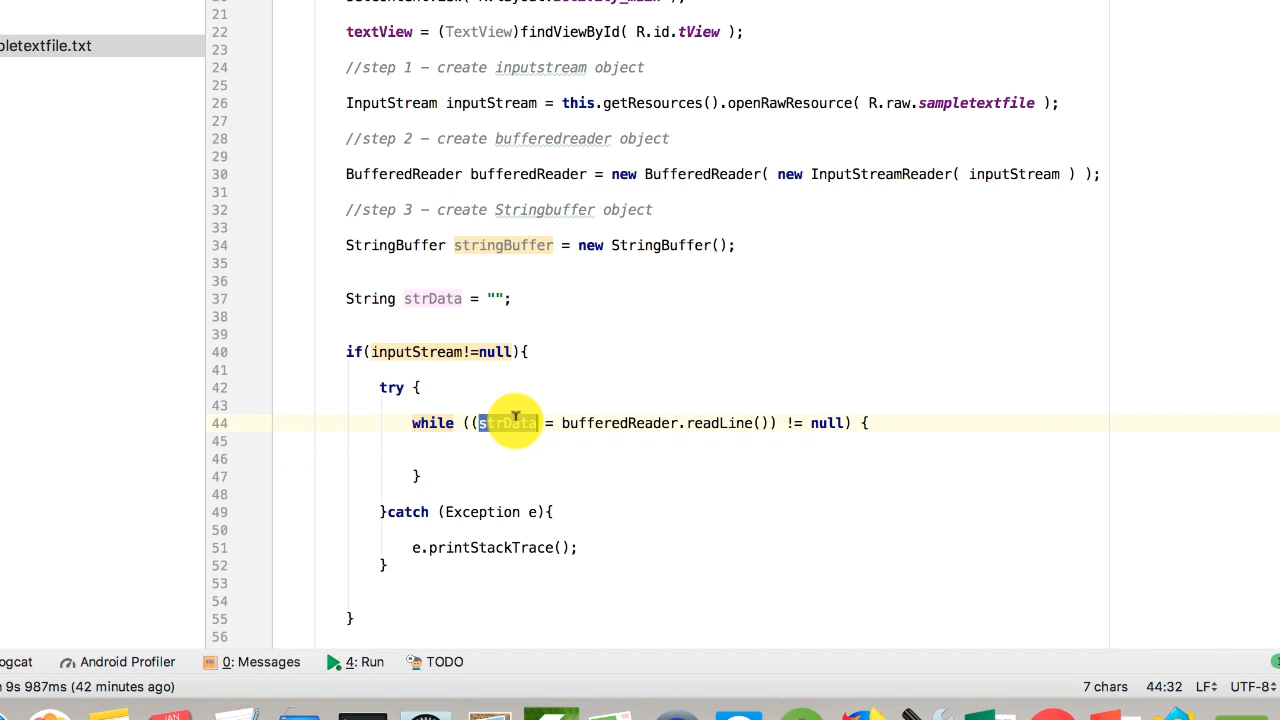 21
22 textView = (TextView)findViewById( R.id.tView );
23
pletextfile.txt
24 //step 1 – create inputstream object
25
26 InputStream inputStream = this.getResources().openRawResource( R.raw.sampletextfile );
27
28 //step 2 – create bufferedreader object
29
30 BufferedReader bufferedReader = new BufferedReader( new InputStreamReader( inputStream ) );
31
32 //step 3 – create Stringbuffer object
33
34 StringBuffer stringBuffer = new StringBuffer();
35
36
37 String strData = "";
38
39
40 if(inputStream!=null){
41
42 try {
43
44 while ((strData = bufferedReader.readLine()) != null) {
45
46
47 }
48
49 }catch (Exception e){
50
51 e.printStackTrace();
52 }
53
54
55 }
56
ogcat Android Profiler 0: Messages 4: Run TODO
n 9s 987ms (42 minutes ago) 7 chars 44:32 LF÷ UTF-8÷
JAN